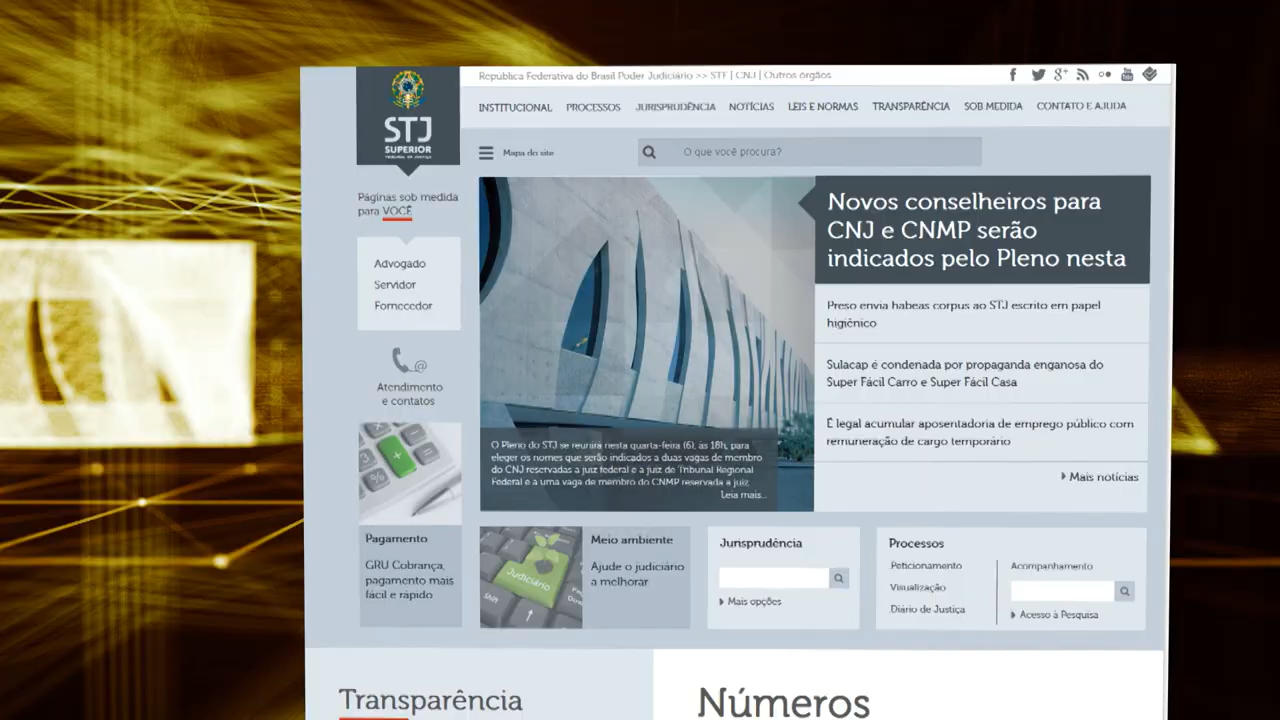 República Federativa do Brasil Poder Judiciário >> STF | CNJ | Outros órgãos
STJ
SUPERIOR
TRIBUNAL DE JUSTIÇA
INSTITUCIONAL PROCESSOS JURISPRUDÊNCIA NOTÍCIAS LEIS E NORMAS TRANSPARÊNCIA SOB MEDIDA CONTATO E AJUDA
Mapa do site
O que você procura?
Páginas sob medida
para VOCÊ
Advogado
Servidor
Fornecedor
Atendimento
e contatos
Novos conselheiros para
CNJ e CNMP serão
indicados pelo Pleno nesta
Preso envia habeas corpus ao STJ escrito em papel
higiênico
Sulacap é condenada por propaganda enganosa do
Super Fácil Carro e Super Fácil Casa
É legal acumular aposentadoria de emprego público com
remuneração de cargo temporário
Mais notícias
O Pleno do STJ se reunirá nesta quarta-feira (6), às 18h, para
eleger os nomes que serão indicados a duas vagas de membro
do CNJ reservadas a juiz federal e a juiz de Tribunal Regional
Federal e a uma vaga de membro do CNMP reservada a juiz
Leia mais...
Pagamento
GRU Cobrança,
pagamento mais
fácil e rápido
Judiciário
Meio ambiente
Ajude o judiciário
a melhorar
Jurisprudência
Mais opções
Processos
Peticionamento
Visualização
Diário de Justiça
Acompanhamento
Acesso à Pesquisa
Transparência
Números